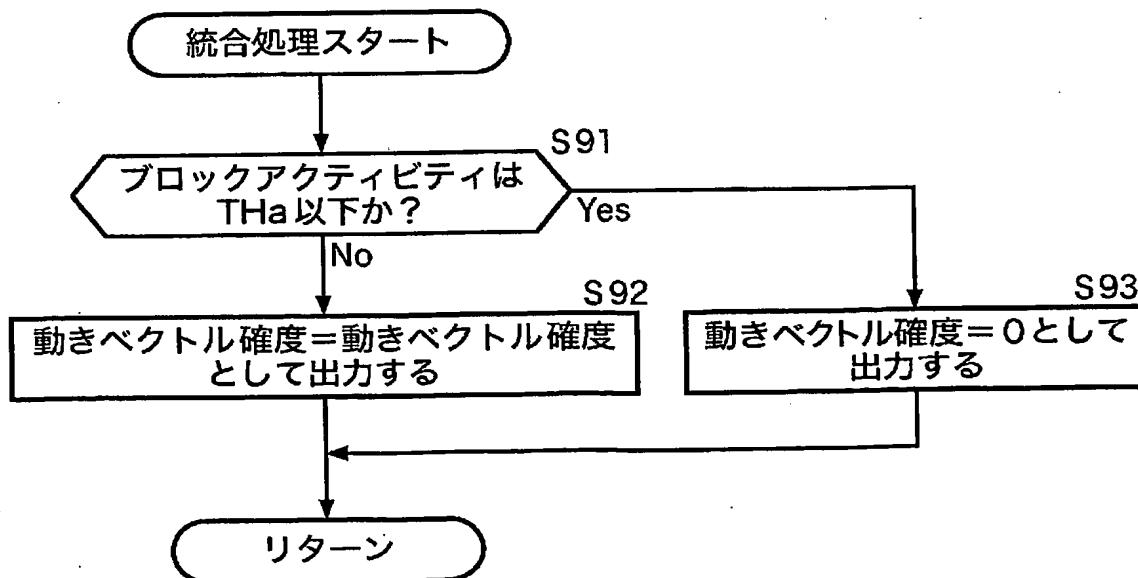 統合処理スタート
S91
ブロックアクティビティは
THa以下か？
Yes
No
S92
動きベクトル確度＝動きベクトル確度
として出力する
S93
動きベクトル確度＝0として
出力する
リターン